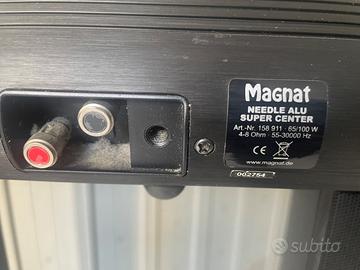 Magnat
NEEDLE ALU
SUPER CENTER
Art.-Nr. 158 911 · 65/100 W
4-8 Ohm · 55-30000 Hz
CE
www.magnat.de
002754
subito